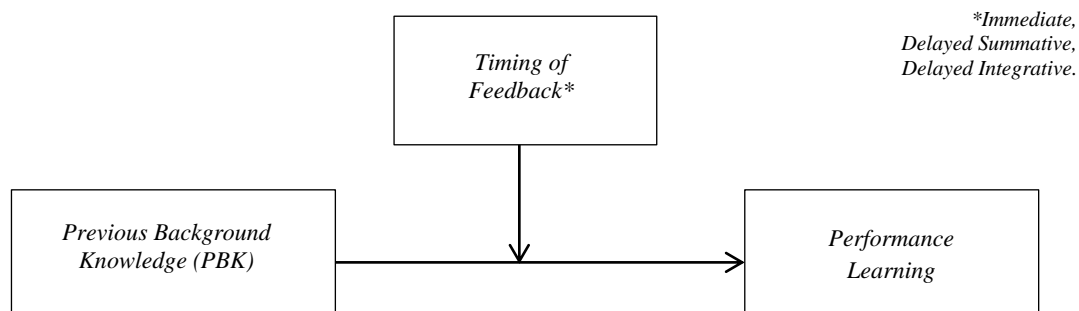 *Immediate,
Delayed Summative,
Delayed Integrative.
Timing of
Feedback*
Previous Background
Knowledge (PBK)
Performance
Learning